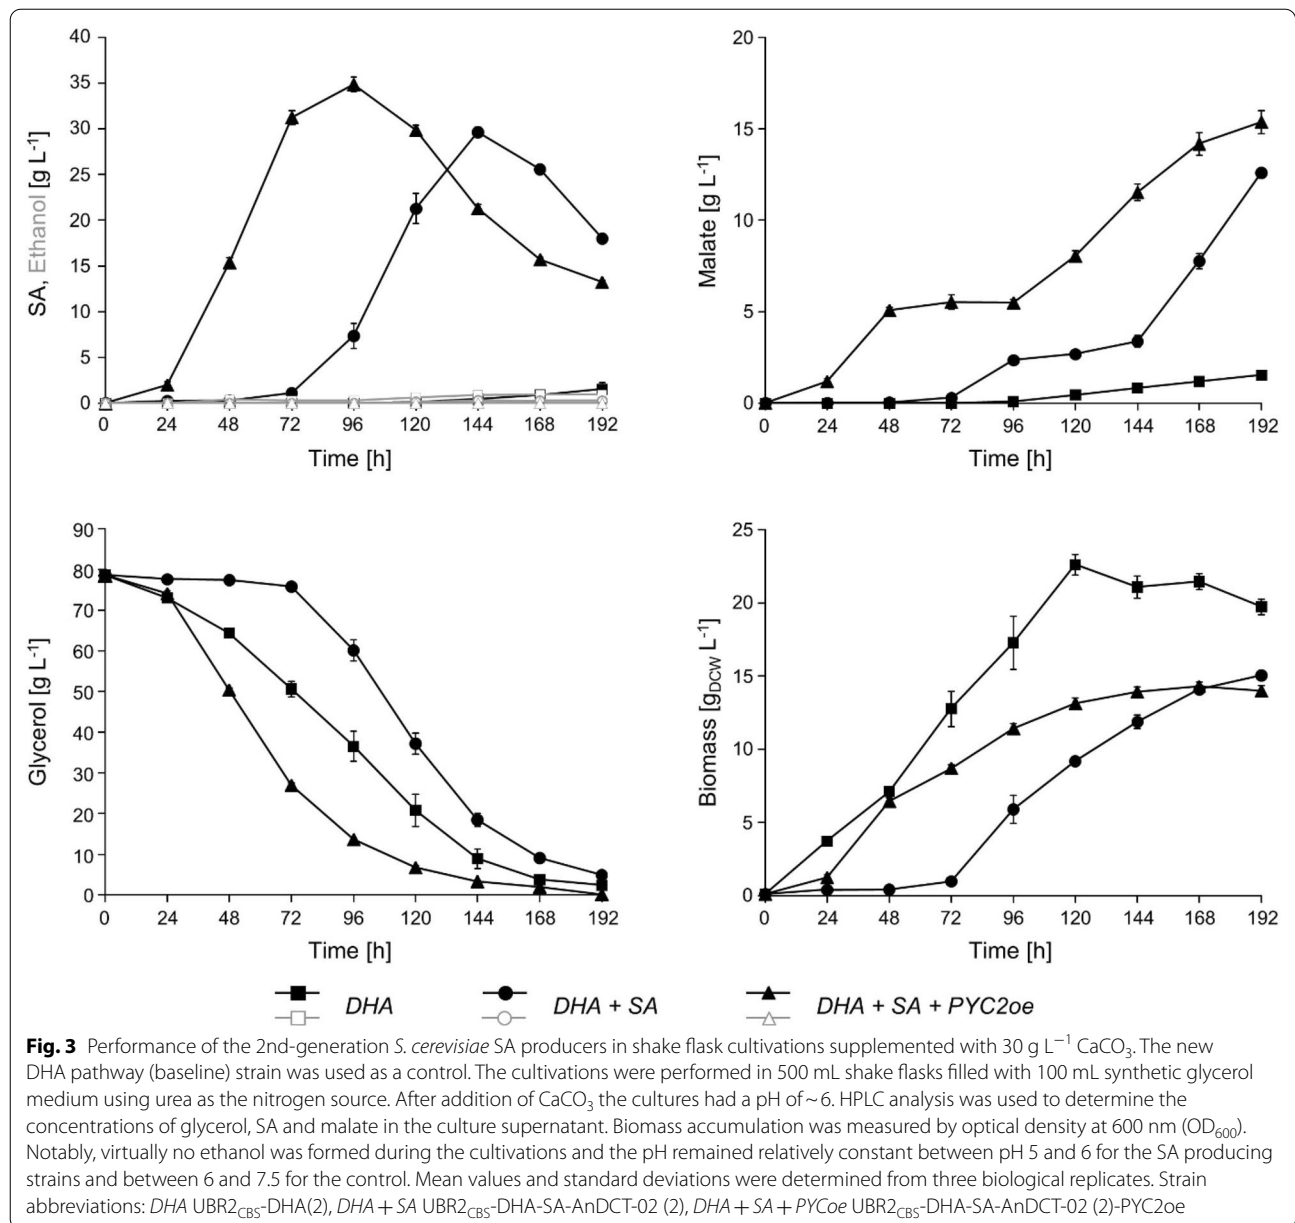 40
35
30
25
20
15
10
5
0
SA, Ethanol [g L⁻¹]
0 24 48 72 96 120 144 168 192
Time [h]
20
15
10
5
0
Malate [g L⁻¹]
0 24 48 72 96 120 144 168 192
Time [h]
90
80
70
60
50
40
30
20
10
0
Glycerol [g L⁻¹]
0 24 48 72 96 120 144 168 192
Time [h]
25
20
15
10
5
0
Biomass [g_DCW L⁻¹]
0 24 48 72 96 120 144 168 192
Time [h]
DHA DHA + SA DHA + SA + PYC2oe
Fig. 3 Performance of the 2nd-generation S. cerevisiae SA producers in shake flask cultivations supplemented with 30 g L⁻¹ CaCO₃. The new
DHA pathway (baseline) strain was used as a control. The cultivations were performed in 500 mL shake flasks filled with 100 mL synthetic glycerol
medium using urea as the nitrogen source. After addition of CaCO₃ the cultures had a pH of ~ 6. HPLC analysis was used to determine the
concentrations of glycerol, SA and malate in the culture supernatant. Biomass accumulation was measured by optical density at 600 nm (OD₆₀₀).
Notably, virtually no ethanol was formed during the cultivations and the pH remained relatively constant between pH 5 and 6 for the SA producing
strains and between 6 and 7.5 for the control. Mean values and standard deviations were determined from three biological replicates. Strain
abbreviations: DHA UBR2_CBS-DHA(2), DHA + SA UBR2_CBS-DHA-SA-AnDCT-02 (2), DHA + SA + PYCoe UBR2_CBS-DHA-SA-AnDCT-02 (2)-PYC2oe